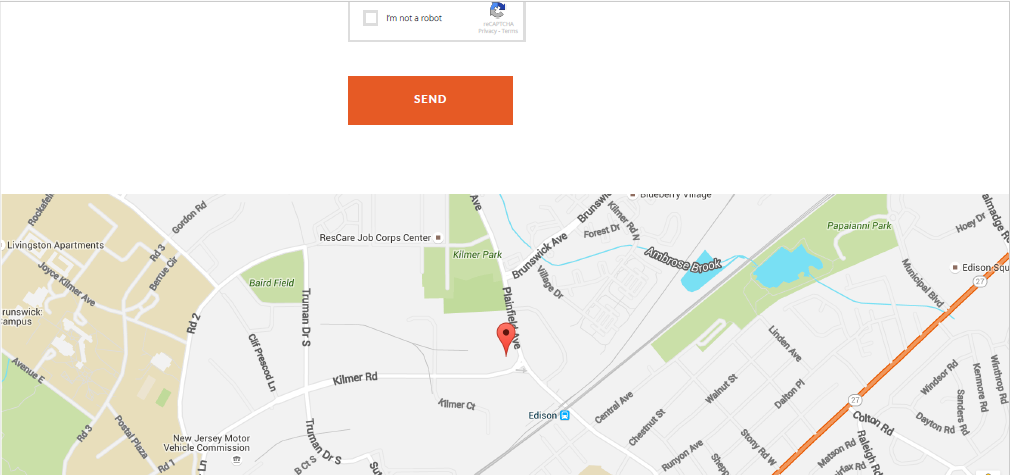 I'm not a robot
reCAPTCHA
Privacy - Terms
SEND
Blueberry Village
Ave
Gordon Rd
Kilmer Rd N
Hoey Dr
Papaianni Park
Forest Dr
ResCare Job Corps Center
Livingston Apartments
Rd 3
Brunswick Ave
Kilmer Park
Ambrose Brook
Edison Squ
Berrue Cir
Joyce Kilmer Ave
Baird Field
Village Dr
Municipal Blvd
27
runswick:
Campus
Truman Dr S
Plainfield Ave
Rd 2
Linden Ave
Cliff Prescod Ln
Avenue E
Kilmer Rd
Walnut St
Dalton Pl
Windsor Rd
Winthrop Rd
Kenmore Rd
Sanders Rd
27
Kilmer Ct
Edison
Central Ave
Chestnut St
Colton Rd
Dayton Rd
Postal Plaza
Rd 3
New Jersey Motor
Vehicle Commission
Truman Dr S
Stony Rd W
Raleigh Rd
Matson Rd
Runyon Ave
Rd 1
Ln
B Ct S